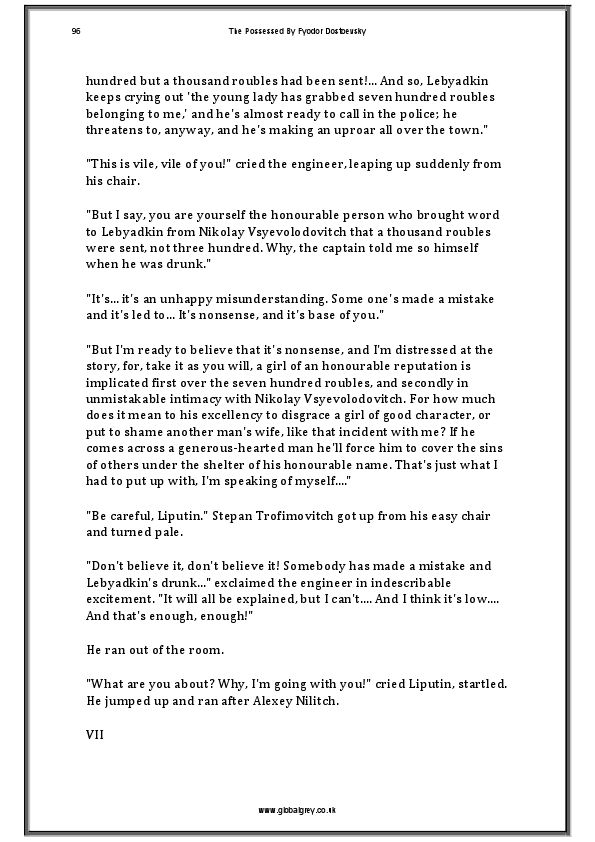 96
The Possessed By Fyodor Dostoevsky
hundred but a thousand roubles had been sent!... And so, Lebyadkin
keeps crying out 'the young lady has grabbed seven hundred roubles
belonging to me,' and he's almost ready to call in the police; he
threatens to, anyway, and he's making an uproar all over the town."
"This is vile, vile of you!" cried the engineer, leaping up suddenly from
his chair.
"But I say, you are yourself the honourable person who brought word
to Lebyadkin from Nikolay Vsyevolodovitch that a thousand roubles
were sent, not three hundred. Why, the captain told me so himself
when he was drunk."
"It's... it's an unhappy misunderstanding. Some one's made a mistake
and it's led to... It's nonsense, and it's base of you."
"But I'm ready to believe that it's nonsense, and I'm distressed at the
story, for, take it as you will, a girl of an honourable reputation is
implicated first over the seven hundred roubles, and secondly in
unmistakable intimacy with Nikolay Vsyevolodovitch. For how much
does it mean to his excellency to disgrace a girl of good character, or
put to shame another man's wife, like that incident with me? If he
comes across a generous-hearted man he'll force him to cover the sins
of others under the shelter of his honourable name. That's just what I
had to put up with, I'm speaking of myself...."
"Be careful, Liputin." Stepan Trofimovitch got up from his easy chair
and turned pale.
"Don't believe it, don't believe it! Somebody has made a mistake and
Lebyadkin's drunk..." exclaimed the engineer in indescribable
excitement. "It will all be explained, but I can't.... And I think it's low....
And that's enough, enough!"
He ran out of the room.
"What are you about? Why, I'm going with you!" cried Liputin, startled.
He jumped up and ran after Alexey Nilitch.
VII
www.globalgrey.co.uk